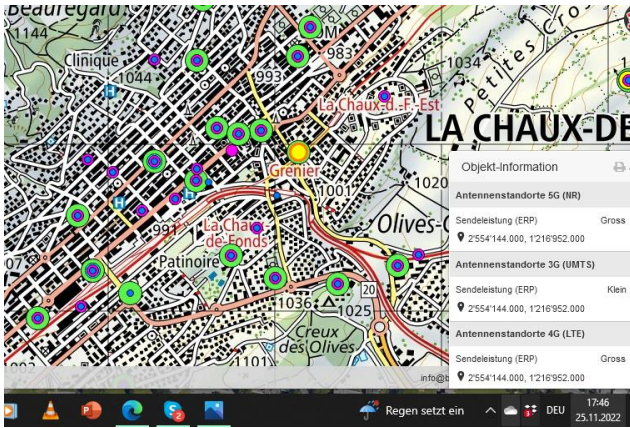 Beauregard
1144
Clinique
1044
M
983
993
1034
Petites Cro
La Chaux-d.-F.-Est
LA CHAUX-DE
Grenier
1001
1020
991
La Chaux-
de-Fonds
Olives-
Patinoire
07
1036
1025
20
Creux
des Olives
1101
Objekt-Information
Antennenstandorte 5G (NR)
Sendeleistung (ERP) Gross
2'554'144.000, 1'216'952.000
Antennenstandorte 3G (UMTS)
Sendeleistung (ERP) Klein
2'554'144.000, 1'216'952.000
Antennenstandorte 4G (LTE)
Sendeleistung (ERP) Gross
2'554'144.000, 1'216'952.000
info@b
Regen setzt ein
DEU
17:46
25.11.2022